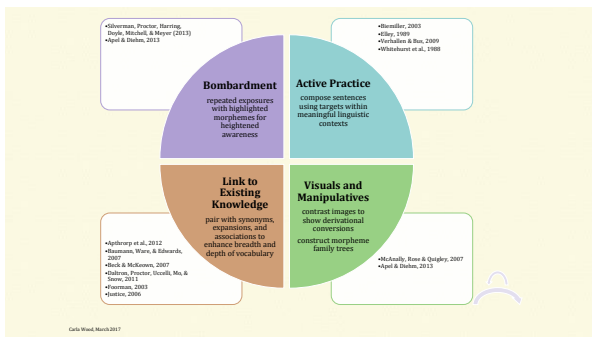 •Silverman, Proctor, Harring,
Doyle, Mitchell, & Meyer (2013)
•Apel & Diehm, 2013
•Biemiller, 2003
•Elley, 1989
•Verhallen & Bus, 2009
•Whitehurst et al., 1988
Bombardment
repeated exposures
with highlighted
morphemes for
heightened
awareness
Active Practice
compose sentences
using targets within
meaningful linguistic
contexts
Link to
Existing
Knowledge
pair with synonyms,
expansions, and
associations to
enhance breadth and
depth of vocabulary
Visuals and
Manipulatives
contrast images to
show derivational
conversions
construct morpheme
family trees
•Apthrorp et al., 2012
•Baumann, Ware, & Edwards,
2007
•Beck & McKeown, 2007
•Daltron, Proctor, Uccelli, Mo, &
Snow, 2011
•Foorman, 2003
•Justice, 2006
•McAnally, Rose & Quigley, 2007
•Apel & Diehm, 2013
Carla Wood, March 2017